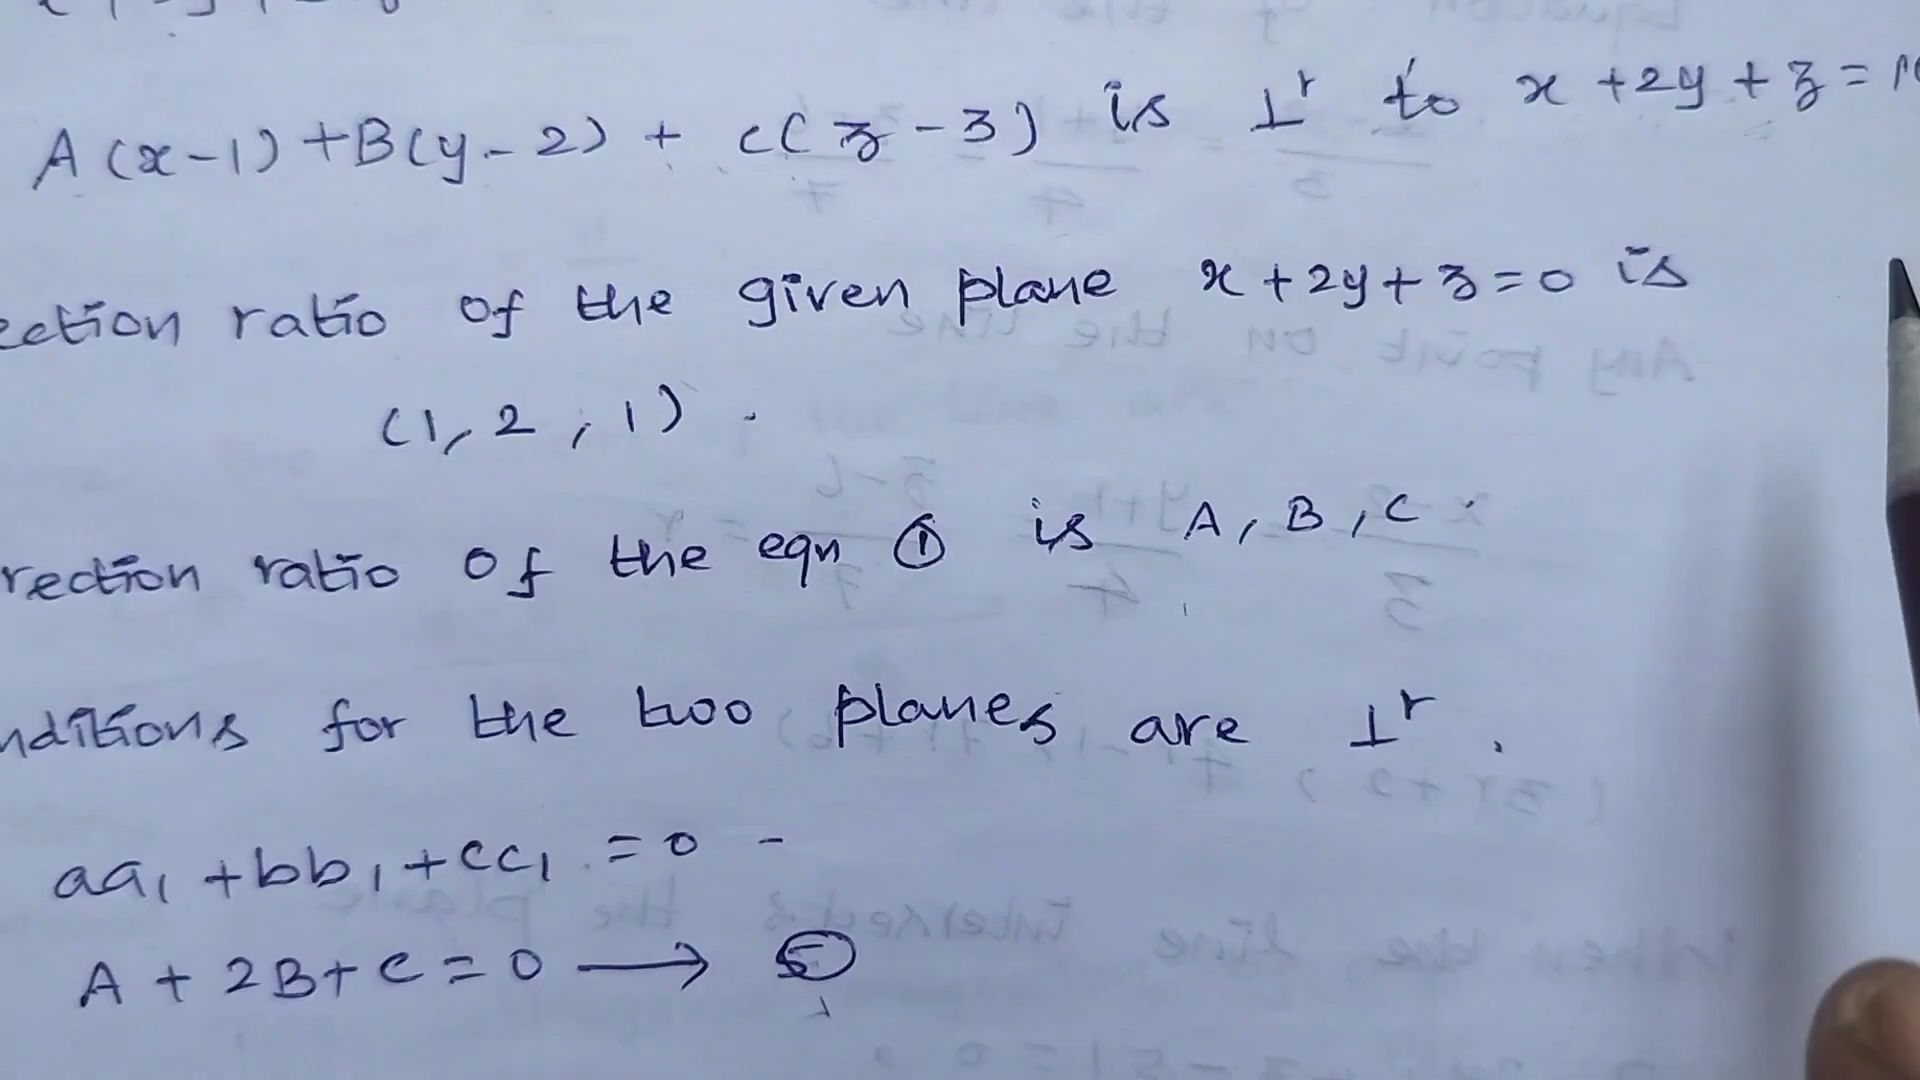 A(x-1)+B(y-2)+c(z-3) is ⊥r to x+2y+z=
ection ratio of the given plane x+2y+z=0 is
(1, 2, 1).
rection ratio of the eqn ① is A, B, C.
nditions for the two planes are ⊥r.
aa₁+bb₁+cc₁=0 -
A+2B+C=0 → ⑤